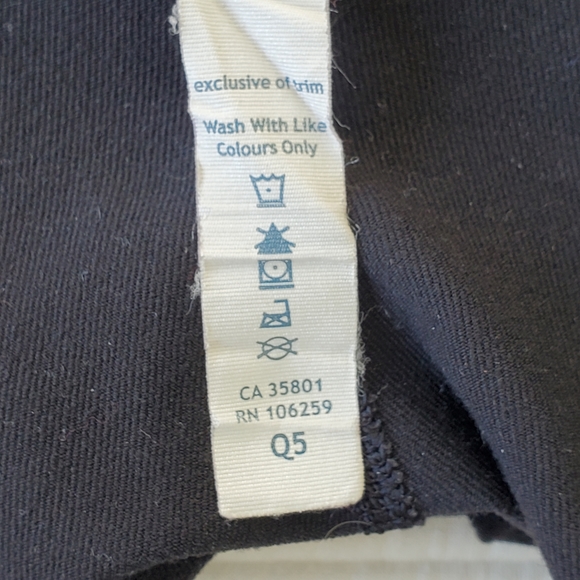 exclusive of trim
Wash With Like
Colours Only
CA 35801
RN 106259
Q5